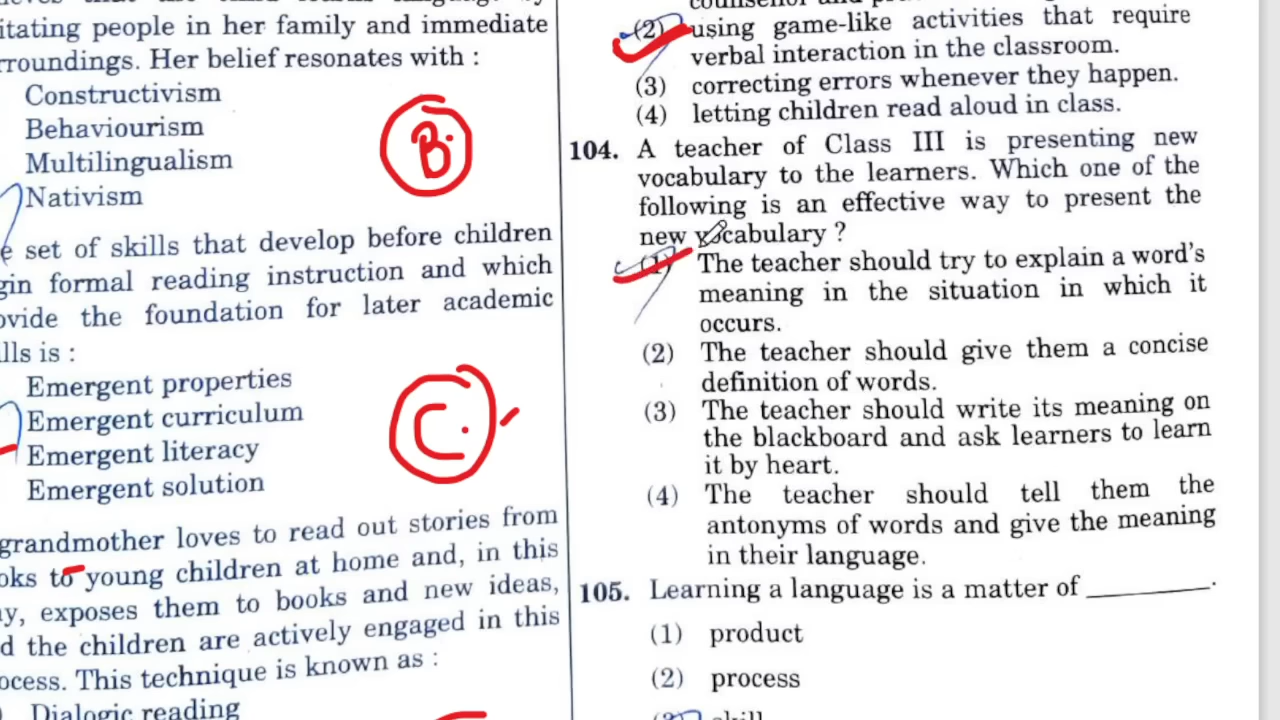 itating people in her family and immediate
rroundings. Her belief resonates with :
Constructivism
Behaviourism
Multilingualism
Nativism
B.
e set of skills that develop before children
gin formal reading instruction and which
ovide the foundation for later academic
lls is :
Emergent properties
Emergent curriculum
Emergent literacy
Emergent solution
C.
grandmother loves to read out stories from
oks to young children at home and, in this
y, exposes them to books and new ideas,
d the children are actively engaged in this
ocess. This technique is known as :
) Dialogic reading
(2) using game-like activities that require
verbal interaction in the classroom.
(3) correcting errors whenever they happen.
(4) letting children read aloud in class.
104. A teacher of Class III is presenting new
vocabulary to the learners. Which one of the
following is an effective way to present the
new vocabulary ?
(1) The teacher should try to explain a word's
meaning in the situation in which it
occurs.
(2) The teacher should give them a concise
definition of words.
(3) The teacher should write its meaning on
the blackboard and ask learners to learn
it by heart.
(4) The teacher should tell them the
antonyms of words and give the meaning
in their language.
105. Learning a language is a matter of ________.
(1) product
(2) process
(3) skill